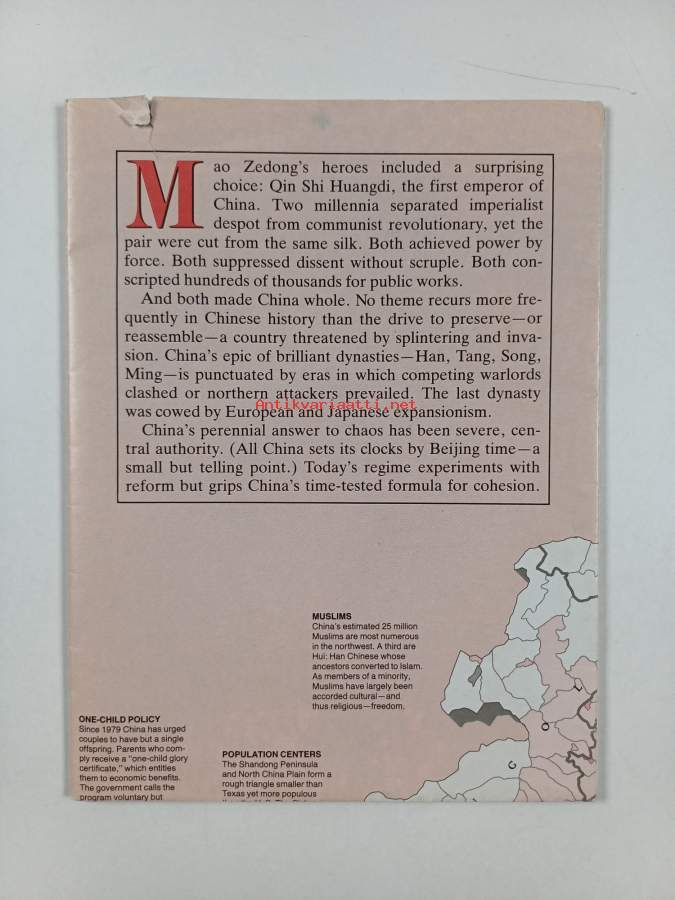 Mao Zedong's heroes included a surprising
choice: Qin Shi Huangdi, the first emperor of
China. Two millennia separated imperialist
despot from communist revolutionary, yet the
pair were cut from the same silk. Both achieved power by
force. Both suppressed dissent without scruple. Both con-
scripted hundreds of thousands for public works.
And both made China whole. No theme recurs more fre-
quently in Chinese history than the drive to preserve—or
reassemble—a country threatened by splintering and inva-
sion. China's epic of brilliant dynasties—Han, Tang, Song,
Ming—is punctuated by eras in which competing warlords
clashed or northern attackers prevailed. The last dynasty
Antikvariaatti.net
was cowed by European and Japanese expansionism.
China's perennial answer to chaos has been severe, cen-
tral authority. (All China sets its clocks by Beijing time—a
small but telling point.) Today's regime experiments with
reform but grips China's time-tested formula for cohesion.
MUSLIMS
China's estimated 25 million
Muslims are most numerous
in the northwest. A third are
Hui: Han Chinese whose
ancestors converted to Islam.
As members of a minority,
Muslims have largely been
accorded cultural—and
thus religious—freedom.
ONE-CHILD POLICY
Since 1979 China has urged
couples to have but a single
offspring. Parents who com-
ply receive a "one-child glory
certificate," which entitles
them to economic benefits.
The government calls the
program voluntary but
POPULATION CENTERS
The Shandong Peninsula
and North China Plain form a
rough triangle smaller than
Texas yet more populous